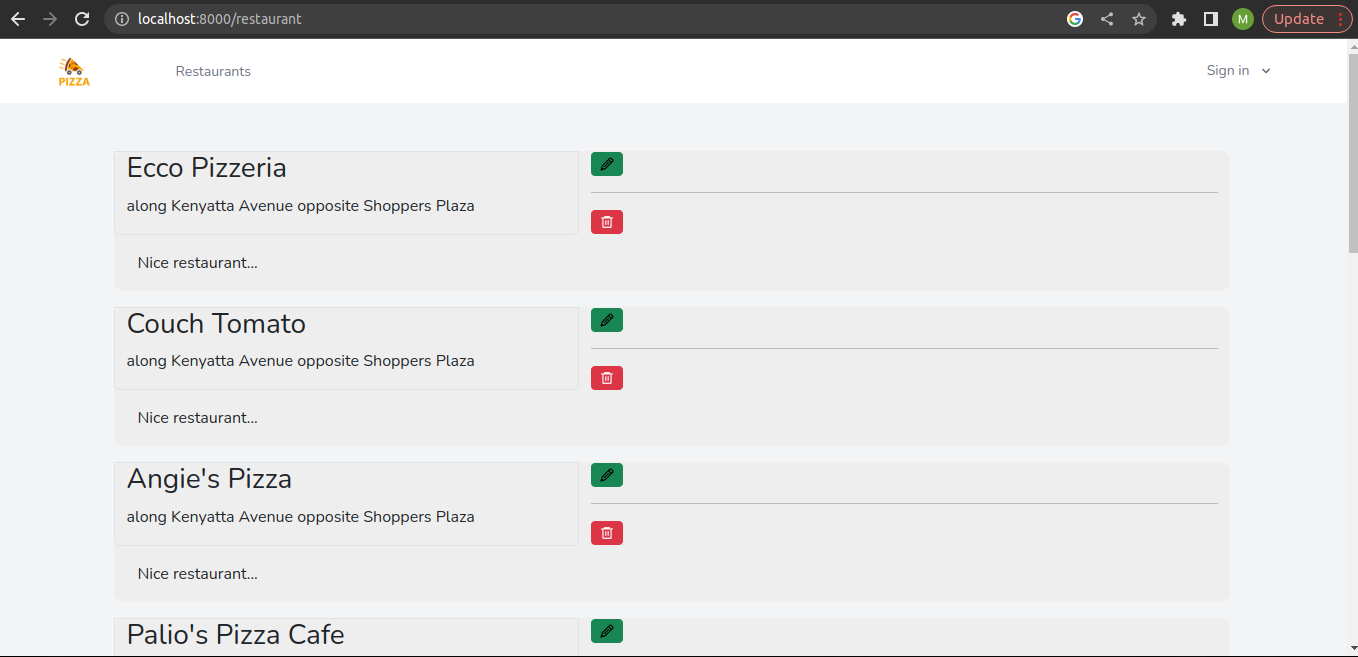 localhost:8000/restaurant
M
Update
PIZZA
Restaurants
Sign in
Ecco Pizzeria
along Kenyatta Avenue opposite Shoppers Plaza
Nice restaurant...
Couch Tomato
along Kenyatta Avenue opposite Shoppers Plaza
Nice restaurant...
Angie's Pizza
along Kenyatta Avenue opposite Shoppers Plaza
Nice restaurant...
Palio's Pizza Cafe